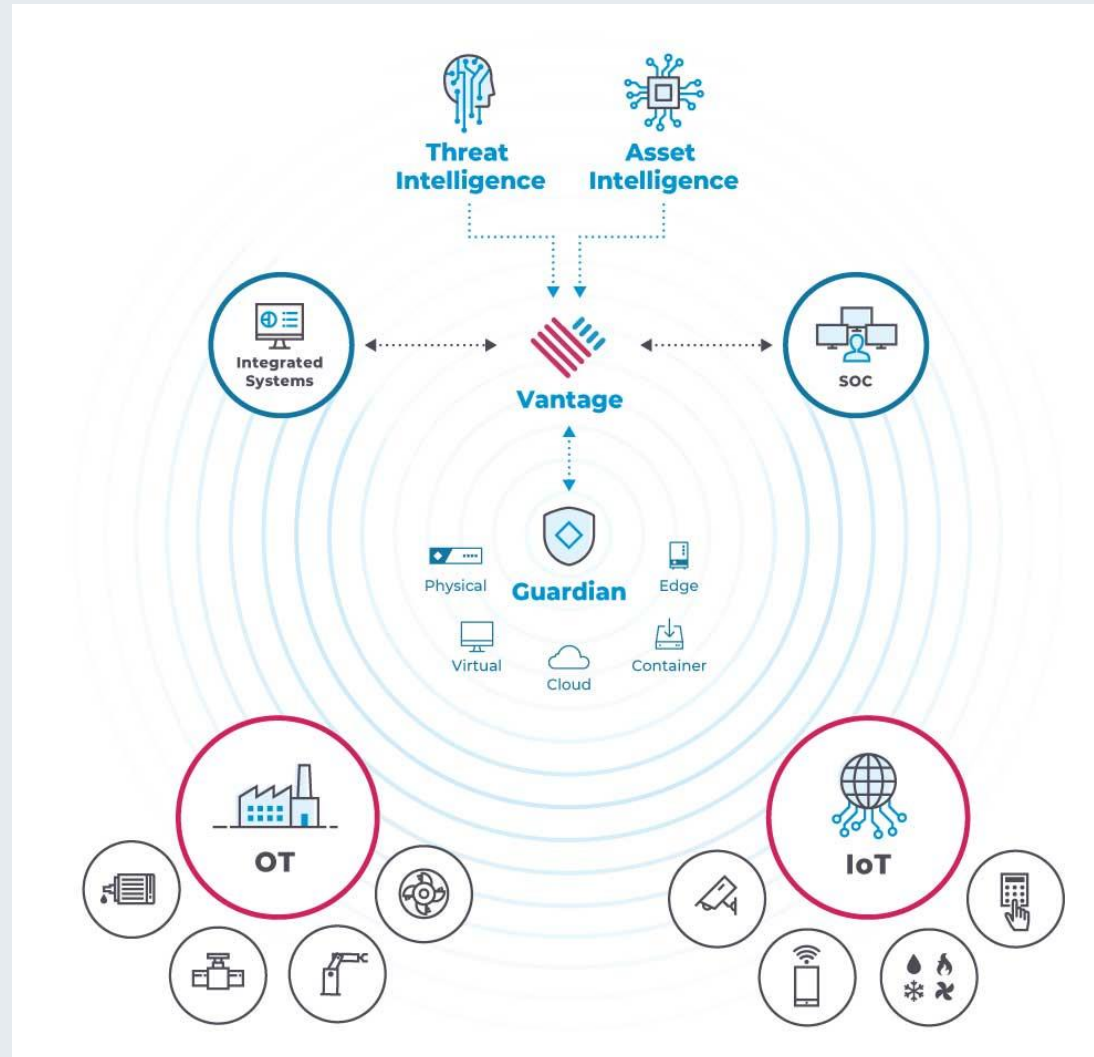 Threat
Intelligence
Asset
Intelligence
Integrated
Systems
SOC
Vantage
Physical
Guardian
Edge
Virtual
Cloud
Container
OT
IoT